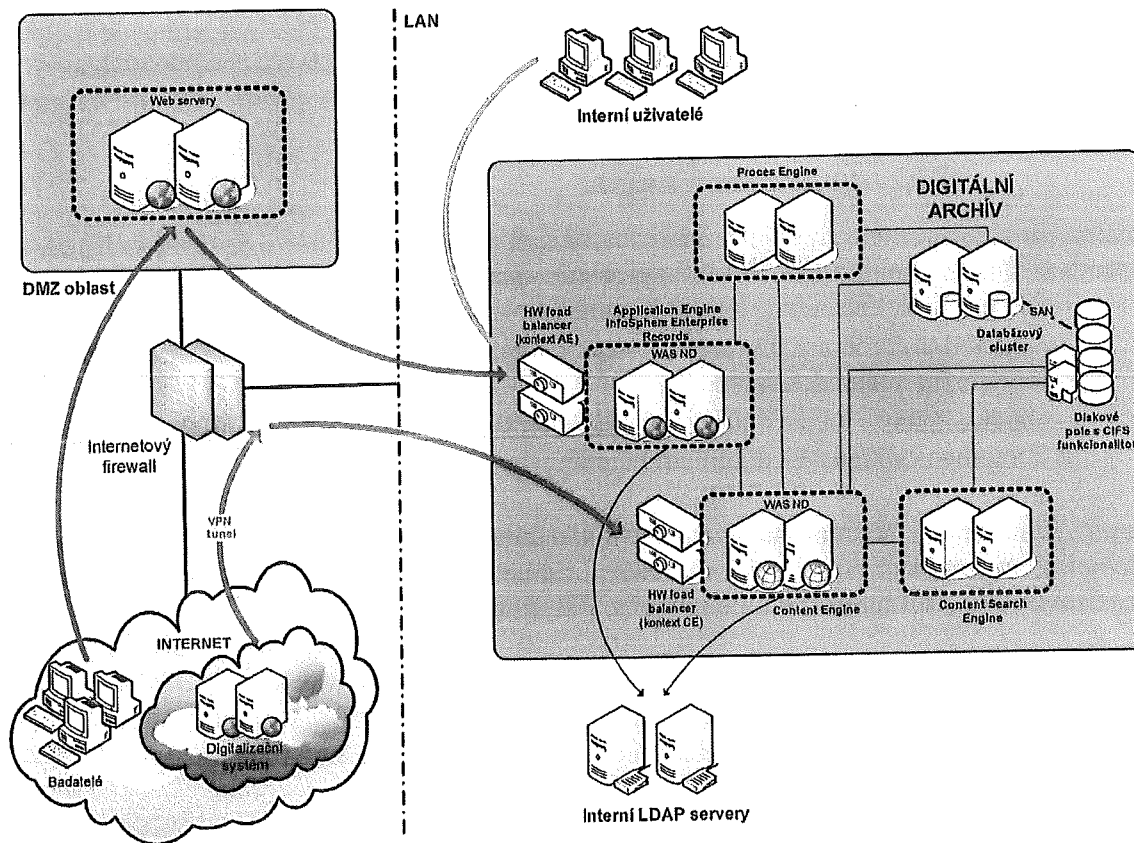 LAN
Web servery
DMZ oblast
Interní uživatelé
Proces Engine
DIGITÁLNÍ
ARCHÍV
HW load
balancer
(kontext AE)
Application Engine
InfoSphere Enterprise
Records
WAS ND
SAN
Databázový
cluster
Diskové
pole s CIFS
funkcionalitou
Internetový
firewall
VPN
tunel
WAS ND
HW load
balancer
(kontext CE)
Content Engine
Content Search
Engine
INTERNET
Digitalizační
systém
Badatelé
Interní LDAP servery